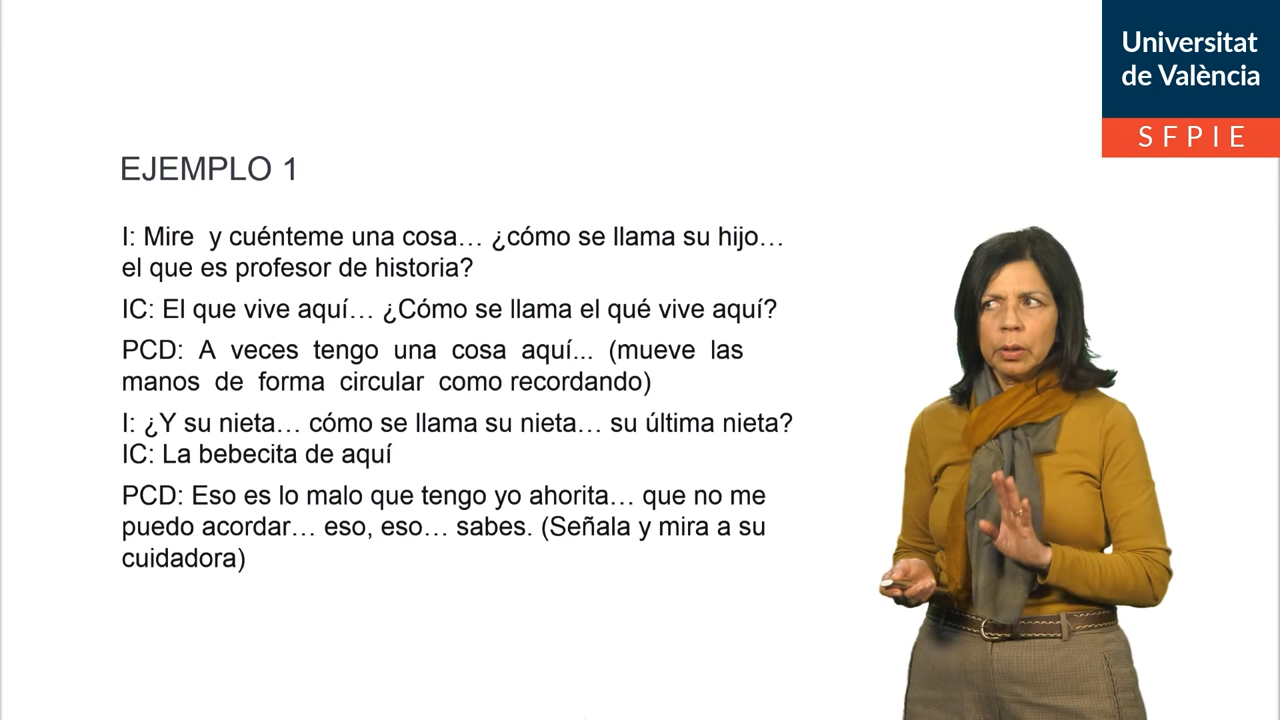 Universitat
de València
SFPIE
EJEMPLO 1
I: Mire y cuénteme una cosa… ¿cómo se llama su hijo…
el que es profesor de historia?
IC: El que vive aquí… ¿Cómo se llama el qué vive aquí?
PCD: A veces tengo una cosa aquí... (mueve las
manos de forma circular como recordando)
I: ¿Y su nieta… cómo se llama su nieta… su última nieta?
IC: La bebecita de aquí
PCD: Eso es lo malo que tengo yo ahorita… que no me
puedo acordar… eso, eso… sabes. (Señala y mira a su
cuidadora)